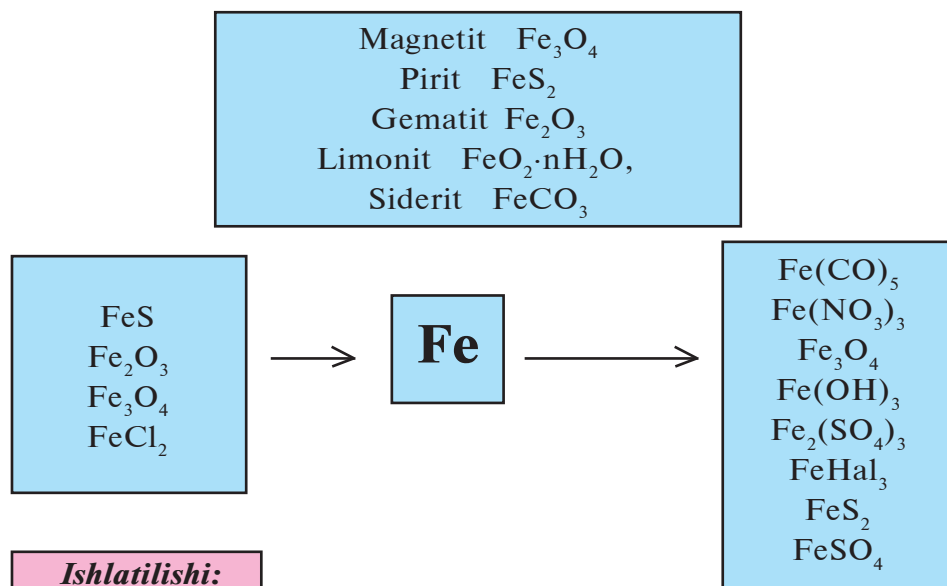 Magnetit Fe₃O₄
Pirit FeS₂
Gematit Fe₂O₃
Limonit FeO₂·nH₂O,
Siderit FeCO₃
FeS
Fe₂O₃
Fe₃O₄
FeCl₂
Fe
Fe(CO)₅
Fe(NO₃)₃
Fe₃O₄
Fe(OH)₃
Fe₂(SO₄)₃
FeHal₃
FeS₂
FeSO₄
Ishlatilishi: